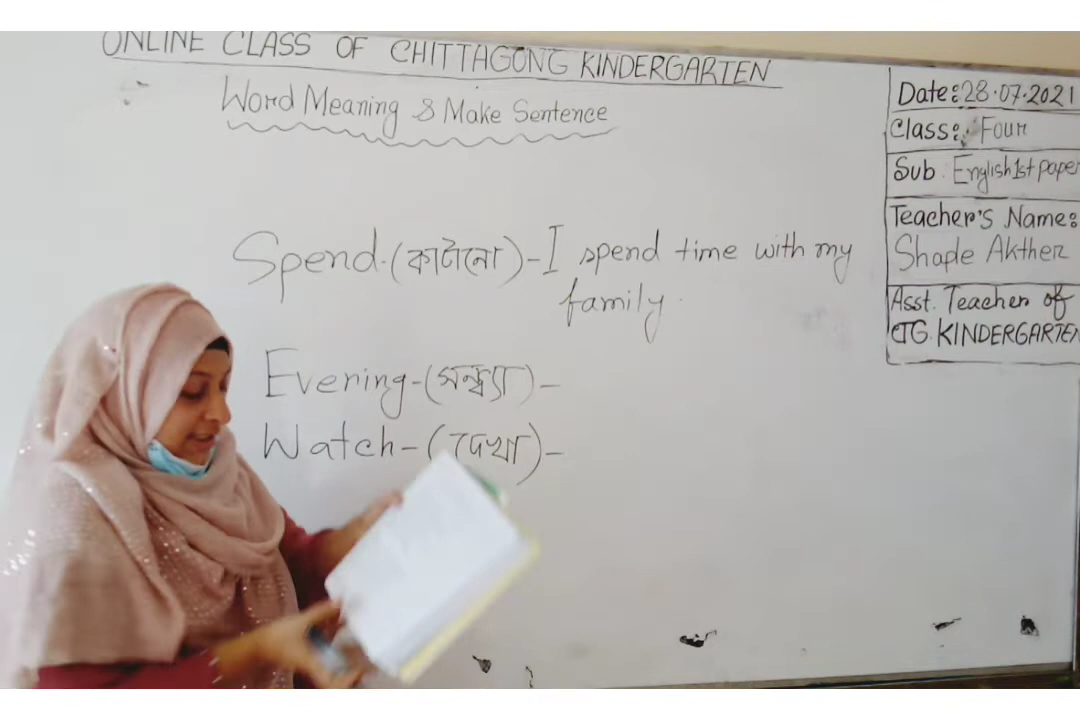 ONLINE CLASS OF CHITTAGONG KINDERGARTEN
Word Meaning & Make Sentence
Spend-(কাটানো)-I spend time with my
family.
Evening-(সন্ধ্যা)-
Watch-(দেখা)-
Date:28.07.2021
Class: Four
Sub: English 1st paper
Teacher's Name:
Shaple Akther
Asst. Teacher of
CTG. KINDERGARTEN